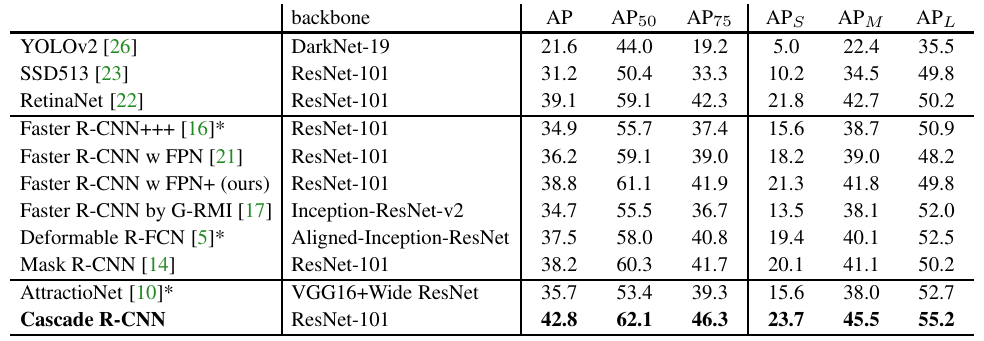 backbone AP AP50 AP75 APS APM APL
YOLOv2 [26] DarkNet-19 21.6 44.0 19.2 5.0 22.4 35.5
SSD513 [23] ResNet-101 31.2 50.4 33.3 10.2 34.5 49.8
RetinaNet [22] ResNet-101 39.1 59.1 42.3 21.8 42.7 50.2
Faster R-CNN+++ [16]* ResNet-101 34.9 55.7 37.4 15.6 38.7 50.9
Faster R-CNN w FPN [21] ResNet-101 36.2 59.1 39.0 18.2 39.0 48.2
Faster R-CNN w FPN+ (ours) ResNet-101 38.8 61.1 41.9 21.3 41.8 49.8
Faster R-CNN by G-RMI [17] Inception-ResNet-v2 34.7 55.5 36.7 13.5 38.1 52.0
Deformable R-FCN [5]* Aligned-Inception-ResNet 37.5 58.0 40.8 19.4 40.1 52.5
Mask R-CNN [14] ResNet-101 38.2 60.3 41.7 20.1 41.1 50.2
AttractioNet [10]* VGG16+Wide ResNet 35.7 53.4 39.3 15.6 38.0 52.7
Cascade R-CNN ResNet-101 42.8 62.1 46.3 23.7 45.5 55.2